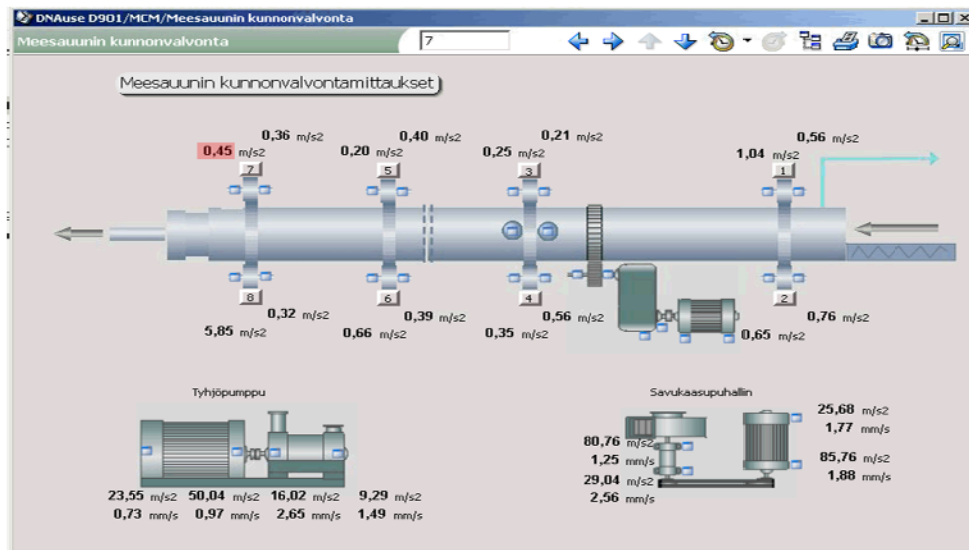 DNAuse D901/MCM/Meesauunin kunnonvalvonta
Meesauunin kunnonvalvonta
7
Meesauunin kunnonvalvontamittaukset
0,36 m/s2
0,40 m/s2
0,21 m/s2
0,56 m/s2
0,45 m/s2
0,20 m/s2
0,25 m/s2
1,04 m/s2
7
5
3
1
8
6
4
2
0,32 m/s2
0,39 m/s2
0,56 m/s2
0,76 m/s2
5,85 m/s2
0,66 m/s2
0,35 m/s2
0,65 m/s2
Tyhjöpumppu
23,55 m/s2 50,04 m/s2 16,02 m/s2 9,29 m/s2
0,73 mm/s 0,97 mm/s 2,65 mm/s 1,49 mm/s
Savukaasupuhallin
80,76 m/s2
1,25 mm/s
29,04 m/s2
2,56 mm/s
25,68 m/s2
1,77 mm/s
85,76 m/s2
1,88 mm/s